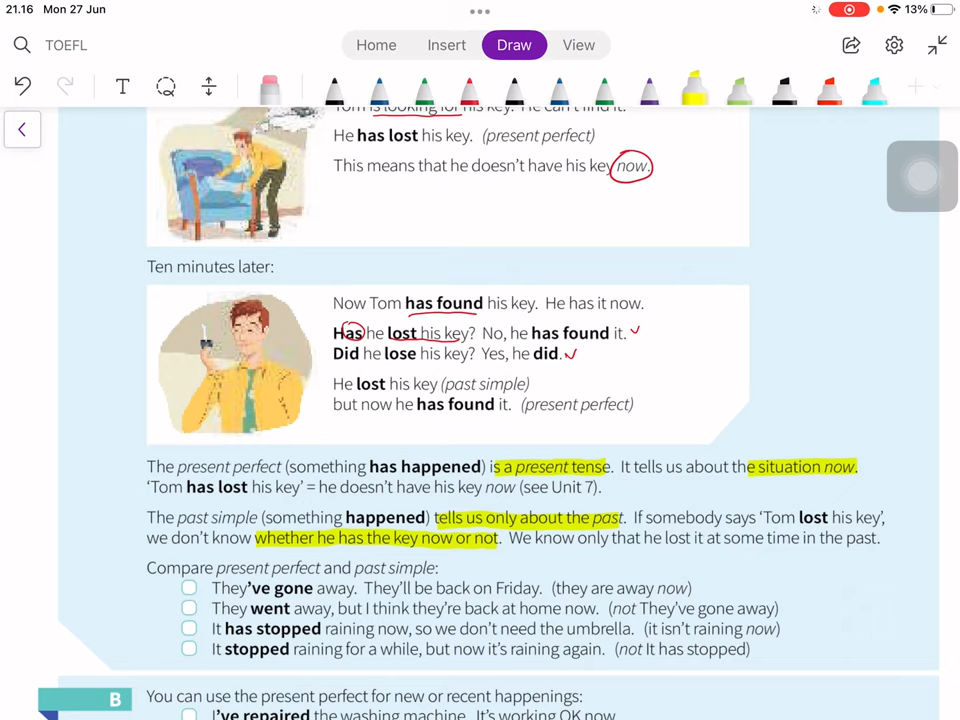 21.16 Mon 27 Jun
13%
TOEFL
Home Insert Draw View
T
Tom is looking for his key. He can't find it.
He has lost his key. (present perfect)
This means that he doesn't have his key now.
Ten minutes later:
Now Tom has found his key. He has it now.
Has he lost his key? No, he has found it.
Did he lose his key? Yes, he did.
He lost his key (past simple)
but now he has found it. (present perfect)
The present perfect (something has happened) is a present tense. It tells us about the situation now.
‘Tom has lost his key’ = he doesn't have his key now (see Unit 7).
The past simple (something happened) tells us only about the past. If somebody says ‘Tom lost his key’,
we don't know whether he has the key now or not. We know only that he lost it at some time in the past.
Compare present perfect and past simple:
They've gone away. They'll be back on Friday. (they are away now)
They went away, but I think they're back at home now. (not They've gone away)
It has stopped raining now, so we don't need the umbrella. (it isn't raining now)
It stopped raining for a while, but now it's raining again. (not It has stopped)
B
You can use the present perfect for new or recent happenings:
I've repaired the washing machine. It's working OK now.